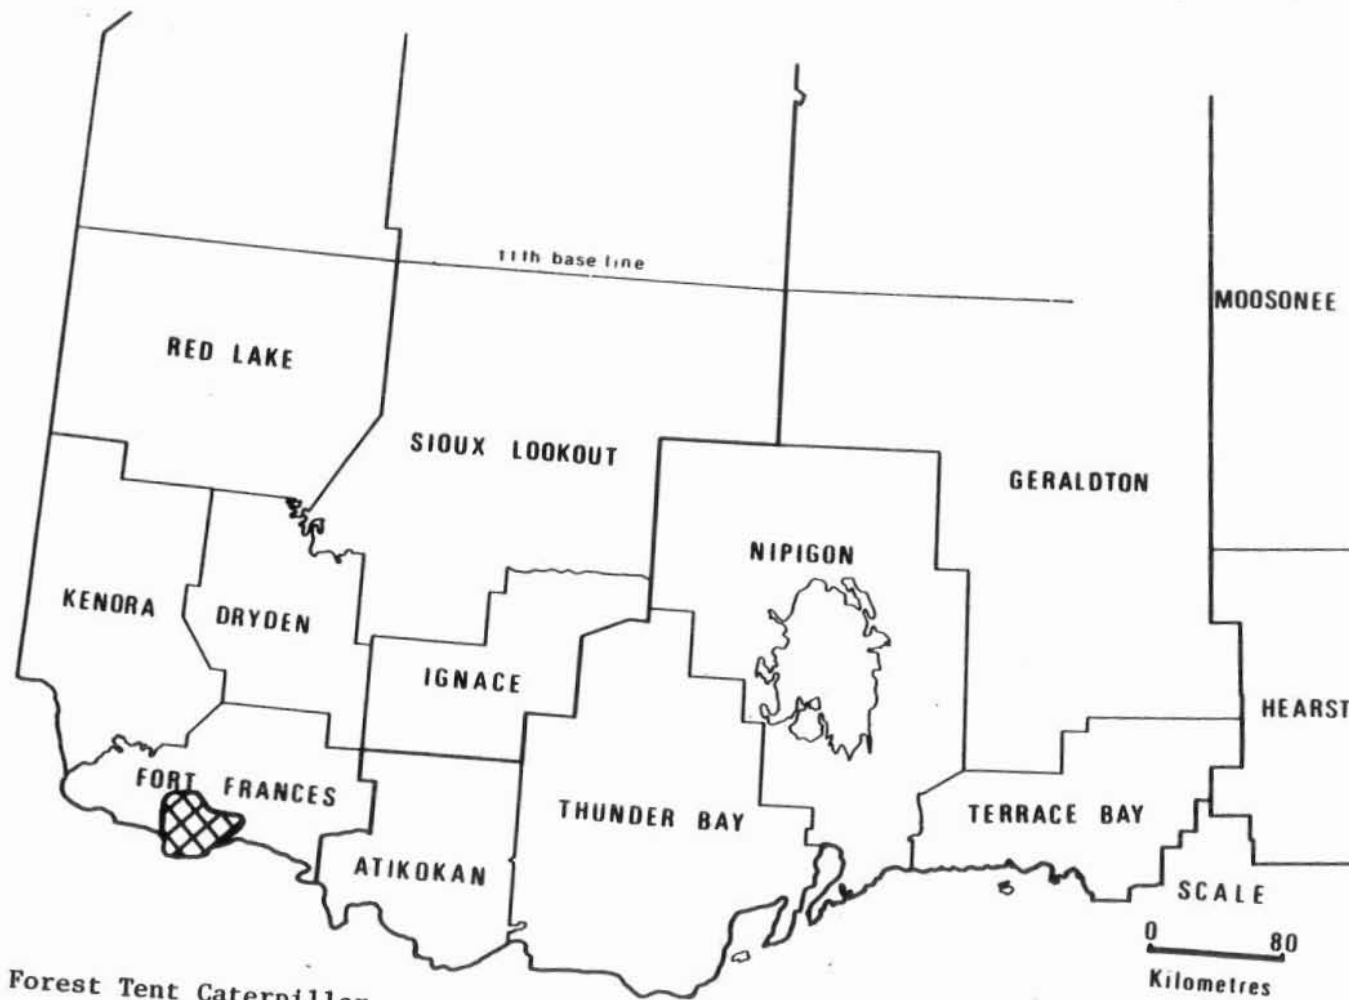 11th base line
MOOSONEE
RED LAKE
SIOUX LOOKOUT
GERALDTON
NIPIGON
KENORA
DRYDEN
IGNACE
HEARST
FORT FRANCES
THUNDER BAY
TERRACE BAY
ATIKOKAN
SCALE
0 80
Kilometres
Forest Tent Caterpillar